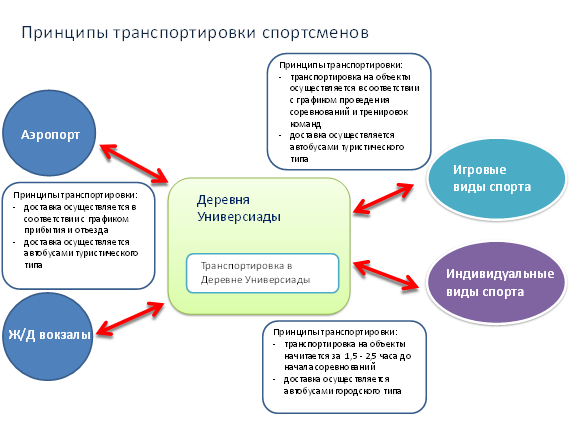 Принципы транспортировки спортсменов
Принципы транспортировки:
- транспортировка на объекты
осуществляется в соответствии
с графиком проведения
соревнований и тренировок
команд
- доставка осуществляется
автобусами туристического
типа
Аэропорт
Игровые
виды спорта
Принципы транспортировки:
- доставка осуществляется в
соответствии с графиком
прибытия и отъезда
- доставка осуществляется
автобусами туристического
типа
Деревня
Универсиады
Транспортировка в
Деревне Универсиады
Индивидуальные
виды спорта
Ж/Д вокзалы
Принципы транспортировки:
- транспортировка на объекты
начитается за 1,5 - 2,5 часа до
начала соревнований
- доставка осуществляется
автобусами городского типа